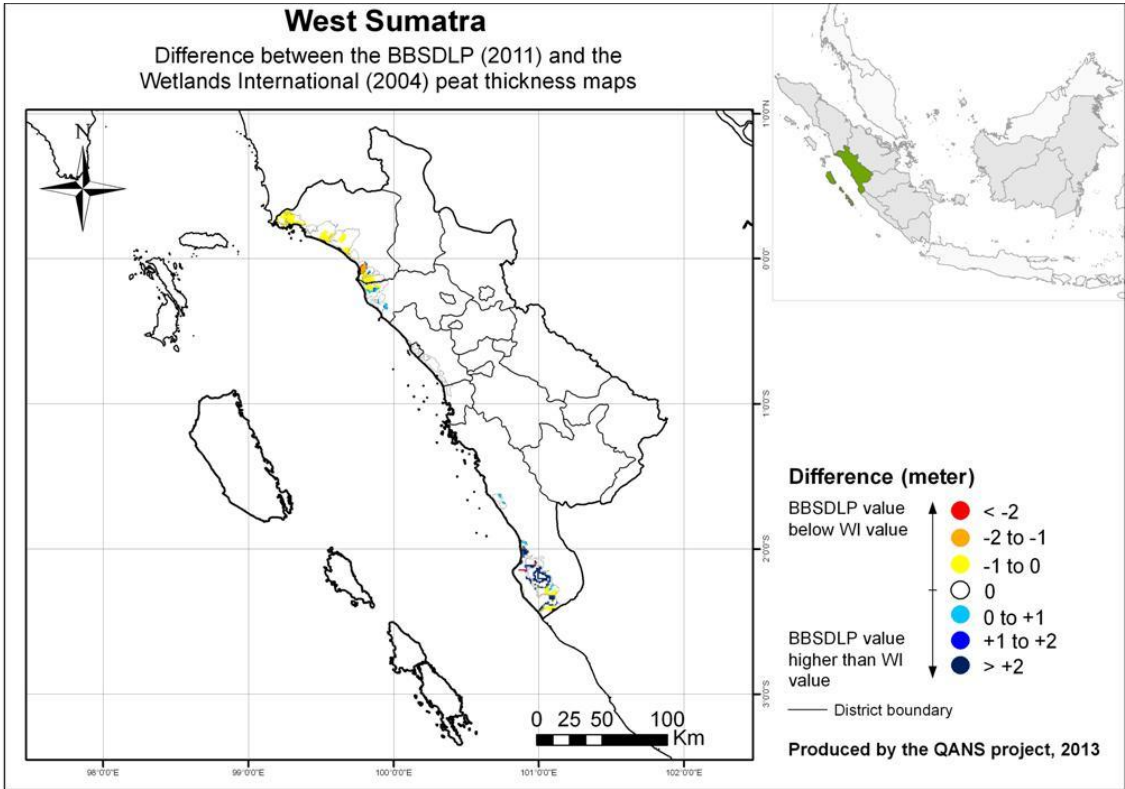 West Sumatra
Difference between the BBSDLP (2011) and the
Wetlands International (2004) peat thickness maps
N
1°0'N
0°0'
1°0'0"S
2°0'0"S
3°0'0"S
98°0'0"E
99°0'0"E
100°0'0"E
101°0'0"E
102°0'0"E
0 25 50 100
Km
Difference (meter)
BBSDLP value
below WI value
< -2
-2 to -1
-1 to 0
0
0 to +1
+1 to +2
> +2
BBSDLP value
higher than WI
value
District boundary
Produced by the QANS project, 2013